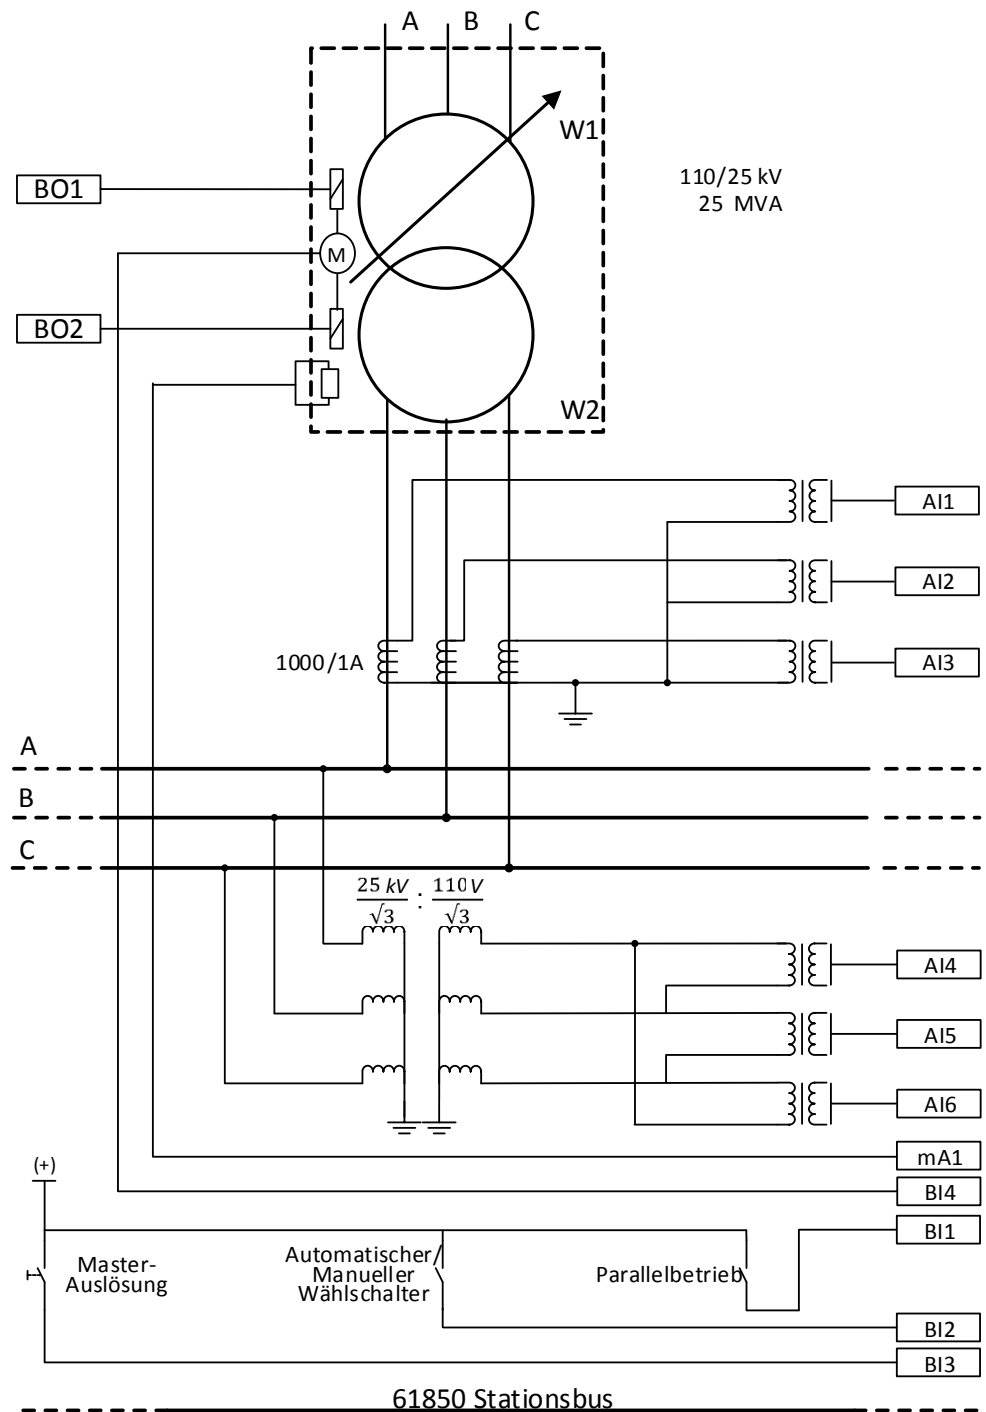 A B C
W1
110/25 kV
25 MVA
BO1
M
BO2
W2
AI1
AI2
1000/1A
AI3
A
B
C
25 kV/√3 : 110 V/√3
AI4
AI5
AI6
mA1
(+)
BI4
BI1
Master-
Auslösung
Automatischer/
Manueller
Wählschalter
Parallelbetrieb
BI2
BI3
61850 Stationsbus